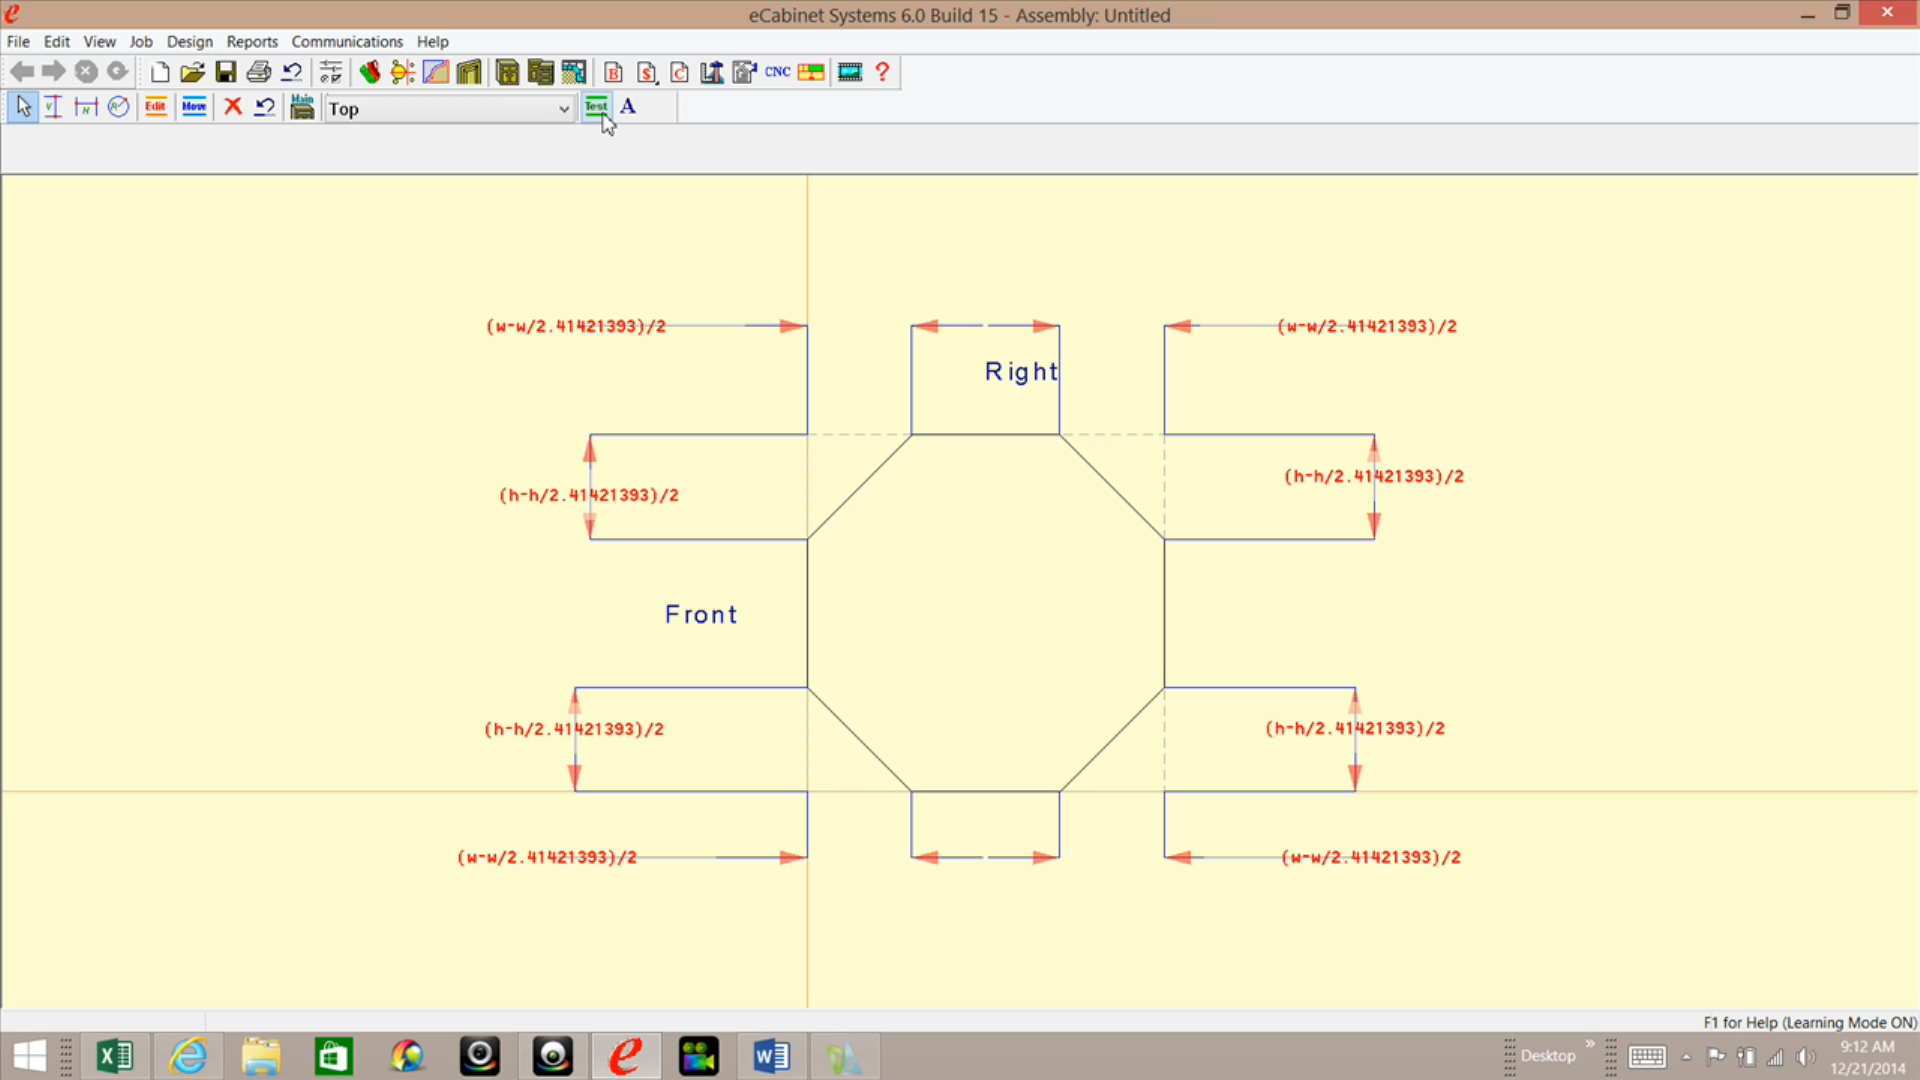 eCabinet Systems 6.0 Build 15 - Assembly: Untitled
File Edit View Job Design Reports Communications Help
B $ C CNC ?
V H R Edit Move Main Top Test A
(w-w/2.41421393)/2 (w-w/2.41421393)/2
Right
(h-h/2.41421393)/2 (h-h/2.41421393)/2
Front
(h-h/2.41421393)/2 (h-h/2.41421393)/2
(w-w/2.41421393)/2 (w-w/2.41421393)/2
F1 for Help (Learning Mode ON)
Desktop » 9:12 AM
12/21/2014